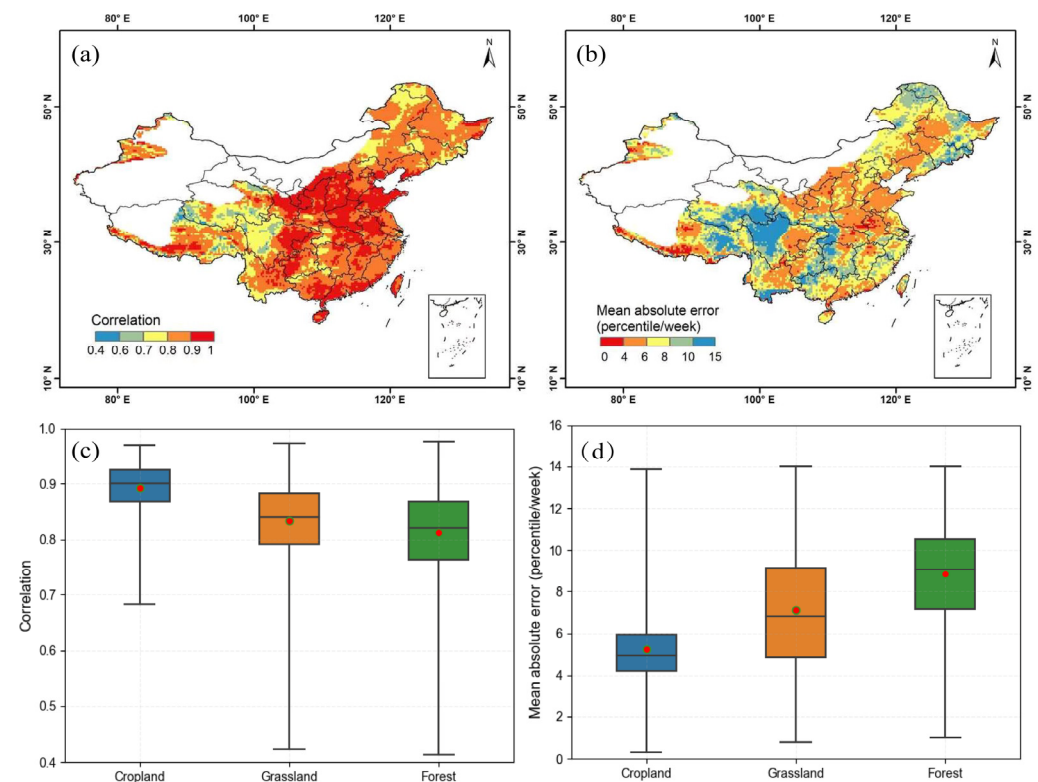 80° E 100° E 120° E
80° E 100° E 120° E
(a)
N
(b)
N
50° N
50° N
50° N
50° N
30° N
30° N
30° N
30° N
Correlation
0.4 0.6 0.7 0.8 0.9 1
Mean absolute error
(percentile/week)
0 4 6 8 10 15
10° N
10° N
10° N
10° N
80° E 100° E 120° E
80° E 100° E 120° E
(c)
Correlation
1.0
0.9
0.8
0.7
0.6
0.5
0.4
Cropland Grassland Forest
(d)
Mean absolute error (percentile/week)
16
14
12
10
8
6
4
2
0
Cropland Grassland Forest